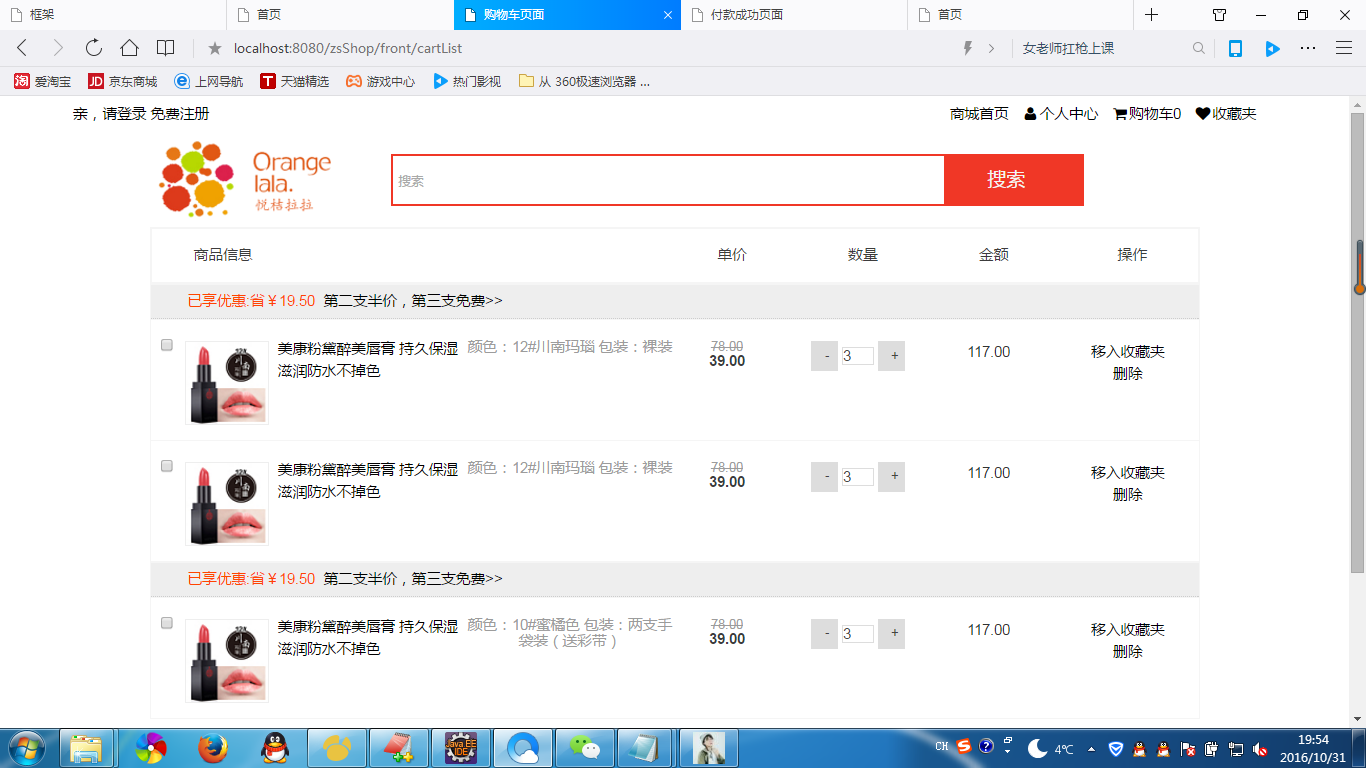 框架
首页
购物车页面
付款成功页面
首页
localhost:8080/zsShop/front/cartList
女老师扛枪上课
淘 爱淘宝
JD 京东商城
上网导航
T 天猫精选
游戏中心
热门影视
从 360极速浏览器 ...
亲，请登录 免费注册
商城首页 个人中心 购物车0 收藏夹
Orange
lala.
悦桔拉拉
搜索
搜索
商品信息 单价 数量 金额 操作
已享优惠:省￥19.50 第二支半价，第三支免费>>
美康粉黛醉美唇膏 持久保湿 颜色：12#川南玛瑙 包装：裸装 78.00
滋润防水不掉色 39.00 - 3 + 117.00 移入收藏夹
删除
美康粉黛醉美唇膏 持久保湿 颜色：12#川南玛瑙 包装：裸装 78.00
滋润防水不掉色 39.00 - 3 + 117.00 移入收藏夹
删除
已享优惠:省￥19.50 第二支半价，第三支免费>>
美康粉黛醉美唇膏 持久保湿 颜色：10#蜜橘色 包装：两支手 78.00
滋润防水不掉色 袋装（送彩带） 39.00 - 3 + 117.00 移入收藏夹
删除
Java EE
IDE
CH
4℃
19:54
2016/10/31